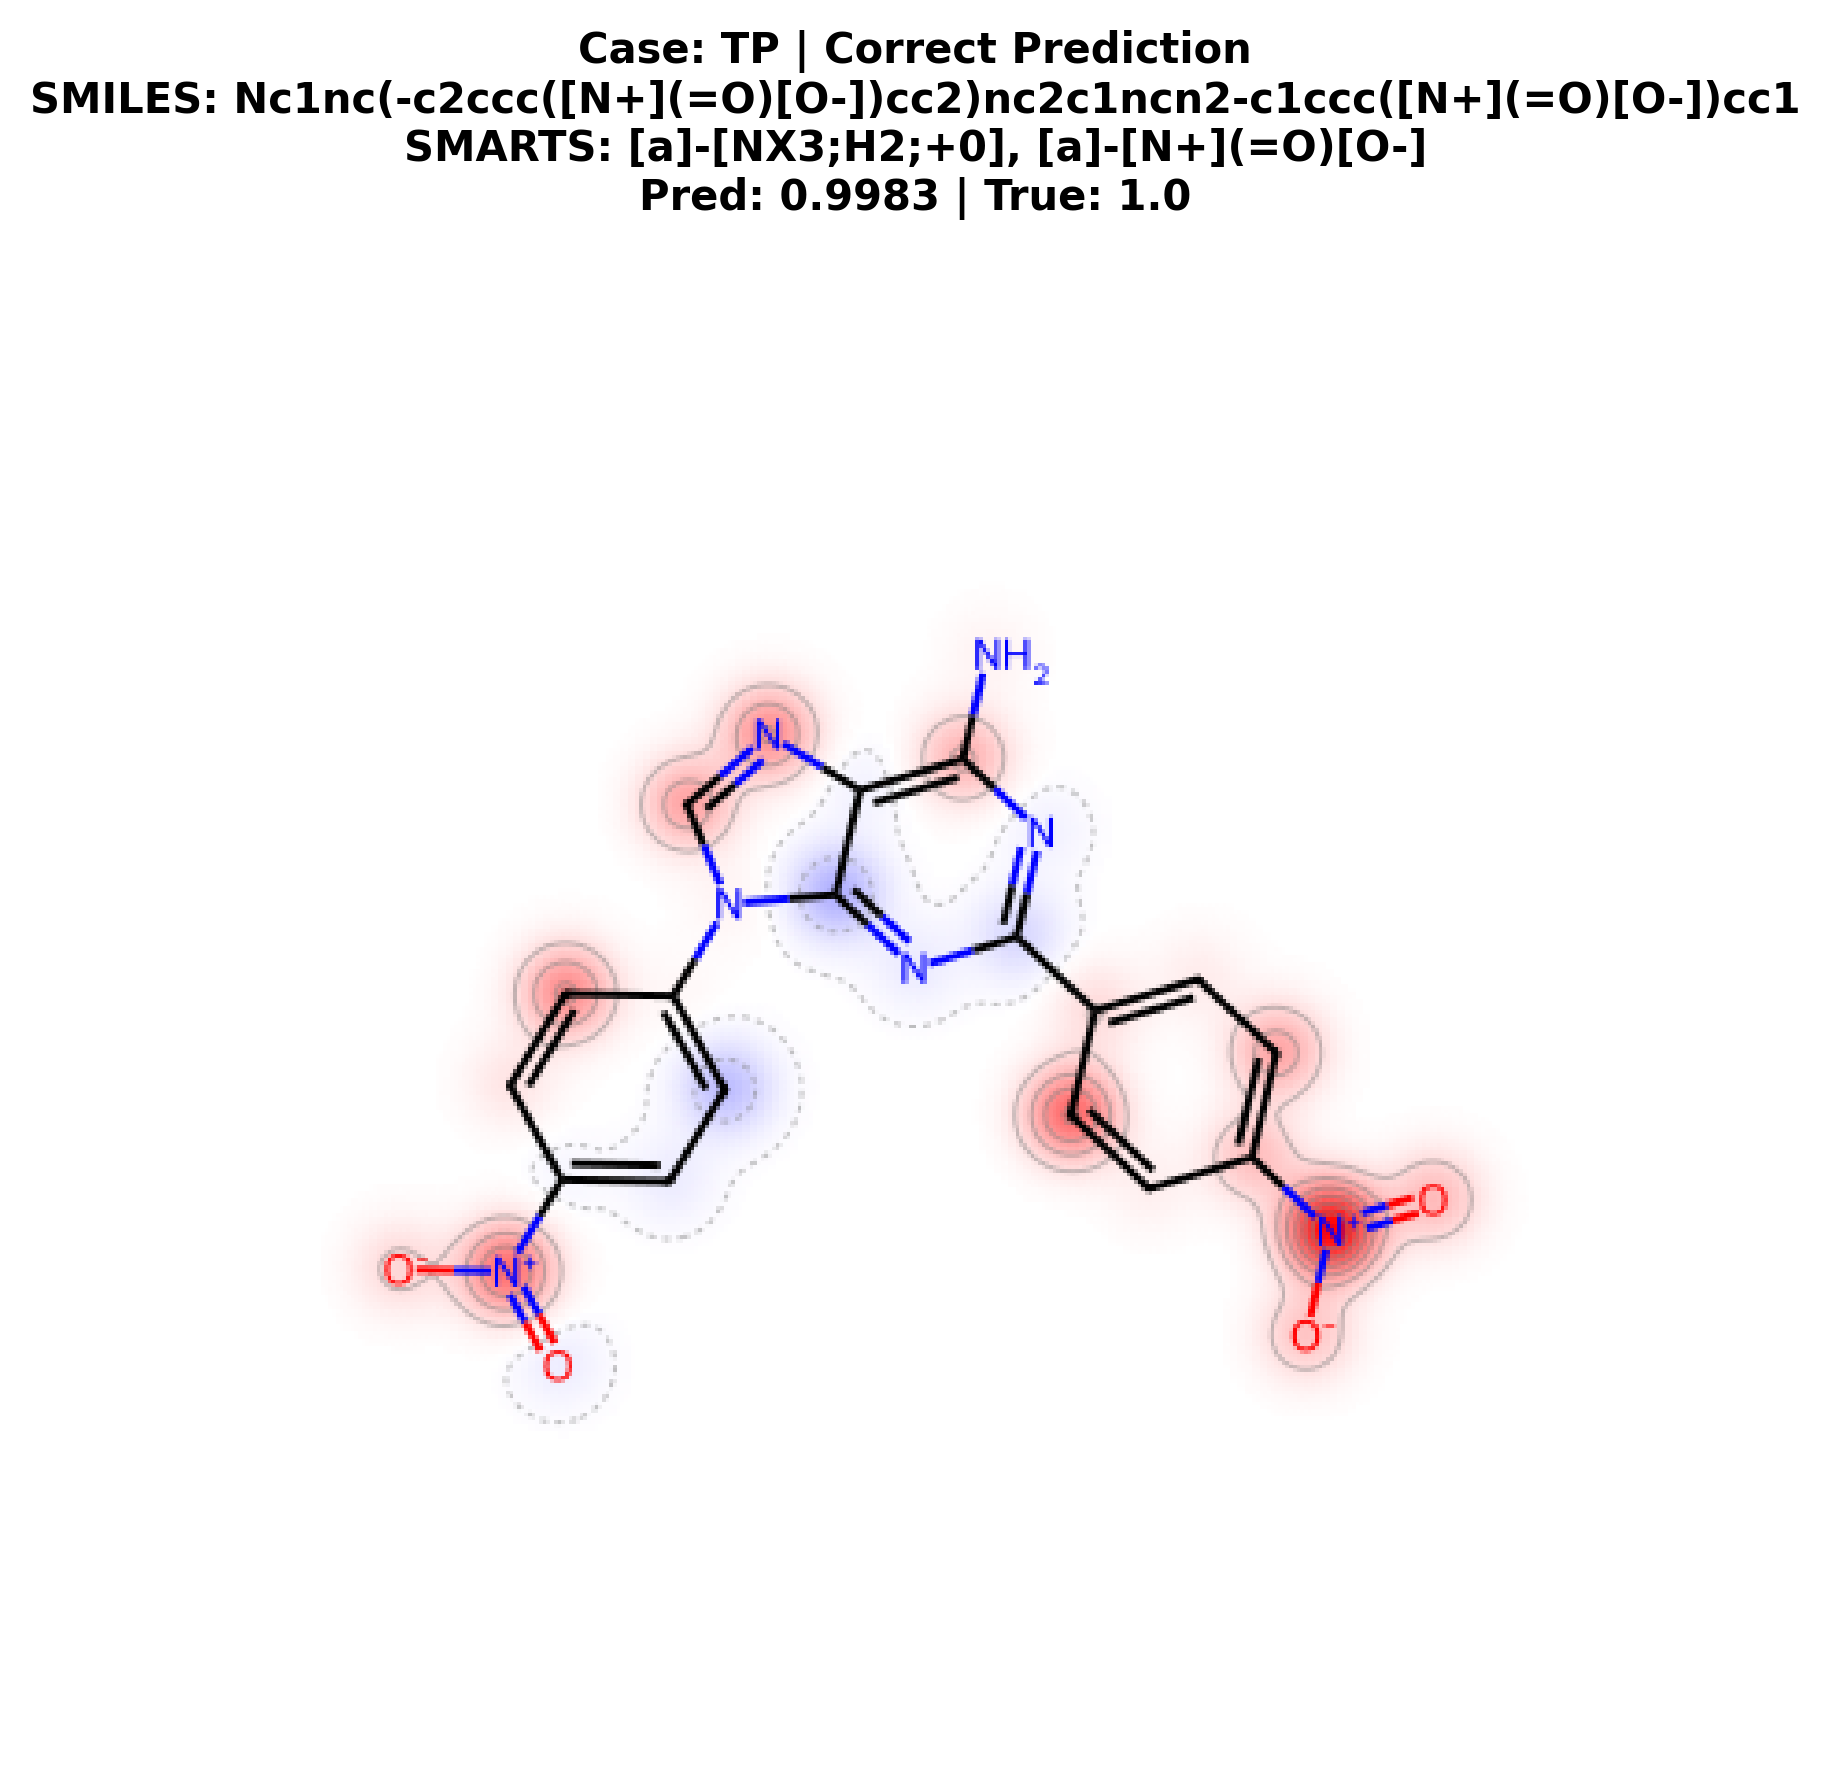 Case: TP | Correct Prediction
SMILES: Nc1nc(-c2ccc([N+](=O)[O-])cc2)nc2c1ncn2-c1ccc([N+](=O)[O-])cc1
SMARTS: [a]-[NX3;H2;+0], [a]-[N+](=O)[O-]
Pred: 0.9983 | True: 1.0
NH2
N
N
N
N
O-
N+
O
N+
O
O-